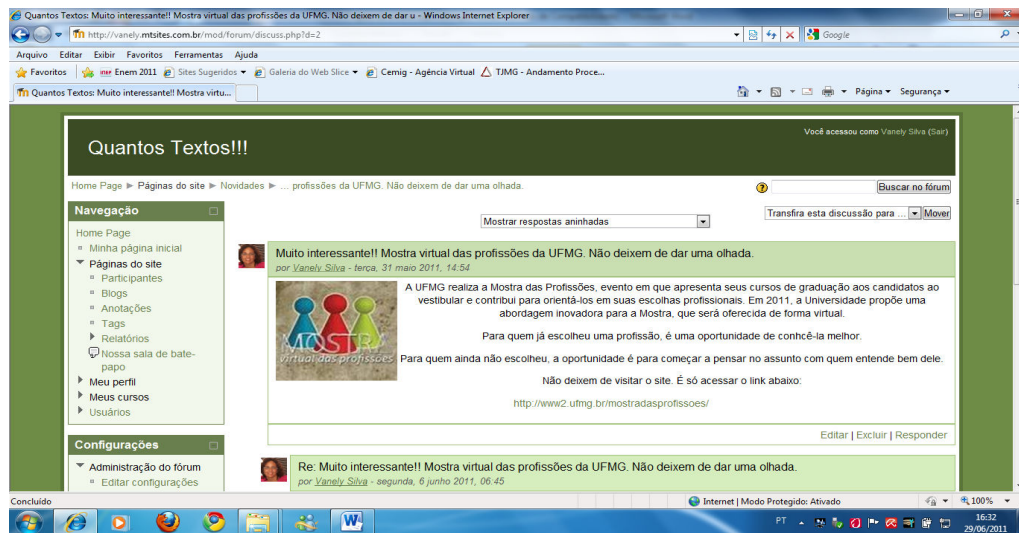 Quantos Textos: Muito interessante!! Mostra virtual das profissões da UFMG. Não deixem de dar u - Windows Internet Explorer
http://vanely.mtsites.com.br/mod/forum/discuss.php?d=2
Google
Arquivo Editar Exibir Favoritos Ferramentas Ajuda
Favoritos Enem 2011 Sites Sugeridos Galeria do Web Slice Cemig - Agência Virtual TJMG - Andamento Proce...
Quantos Textos: Muito interessante!! Mostra virtu...
Página Segurança
Quantos Textos!!!
Você acessou como Vanely Silva (Sair)
Home Page ► Páginas do site ► Novidades ► ... profissões da UFMG. Não deixem de dar uma olhada.
Buscar no fórum
Mostrar respostas aninhadas
Transfira esta discussão para ... Mover
Navegação
Home Page
Minha página inicial
Páginas do site
Participantes
Blogs
Anotações
Tags
Relatórios
Nossa sala de bate-
papo
Meu perfil
Meus cursos
Usuários
Configurações
Administração do fórum
Editar configurações
Muito interessante!! Mostra virtual das profissões da UFMG. Não deixem de dar uma olhada.
por Vanely Silva - terça, 31 maio 2011, 14:54
MOSTRA
virtual das profissões
A UFMG realiza a Mostra das Profissões, evento em que apresenta seus cursos de graduação aos candidatos ao
vestibular e contribui para orientá-los em suas escolhas profissionais. Em 2011, a Universidade propõe uma
abordagem inovadora para a Mostra, que será oferecida de forma virtual.
Para quem já escolheu uma profissão, é uma oportunidade de conhcê-la melhor.
Para quem ainda não escolheu, a oportunidade é para começar a pensar no assunto com quem entende bem dele.
Não deixem de visitar o site. É só acessar o link abaixo:
http://www2.ufmg.br/mostradasprofissoes/
Editar | Excluir | Responder
Re: Muito interessante!! Mostra virtual das profissões da UFMG. Não deixem de dar uma olhada.
por Vanely Silva - segunda, 6 junho 2011, 06:45
Concluído
Internet | Modo Protegido: Ativado
100%
PT
16:32
29/06/2011